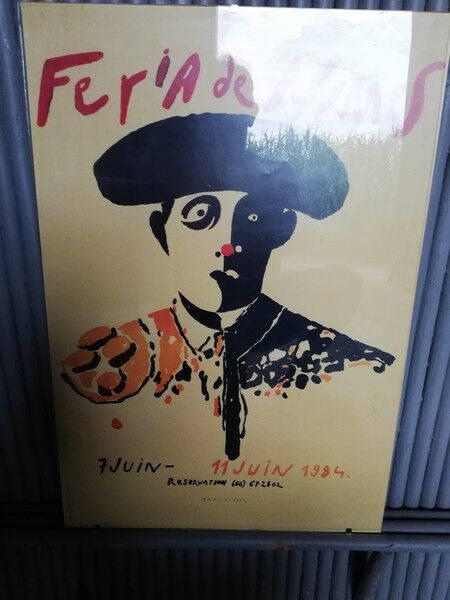 FeriA de
7 JUIN – 11 JUIN 1984.
RESERVATION (66) 672802